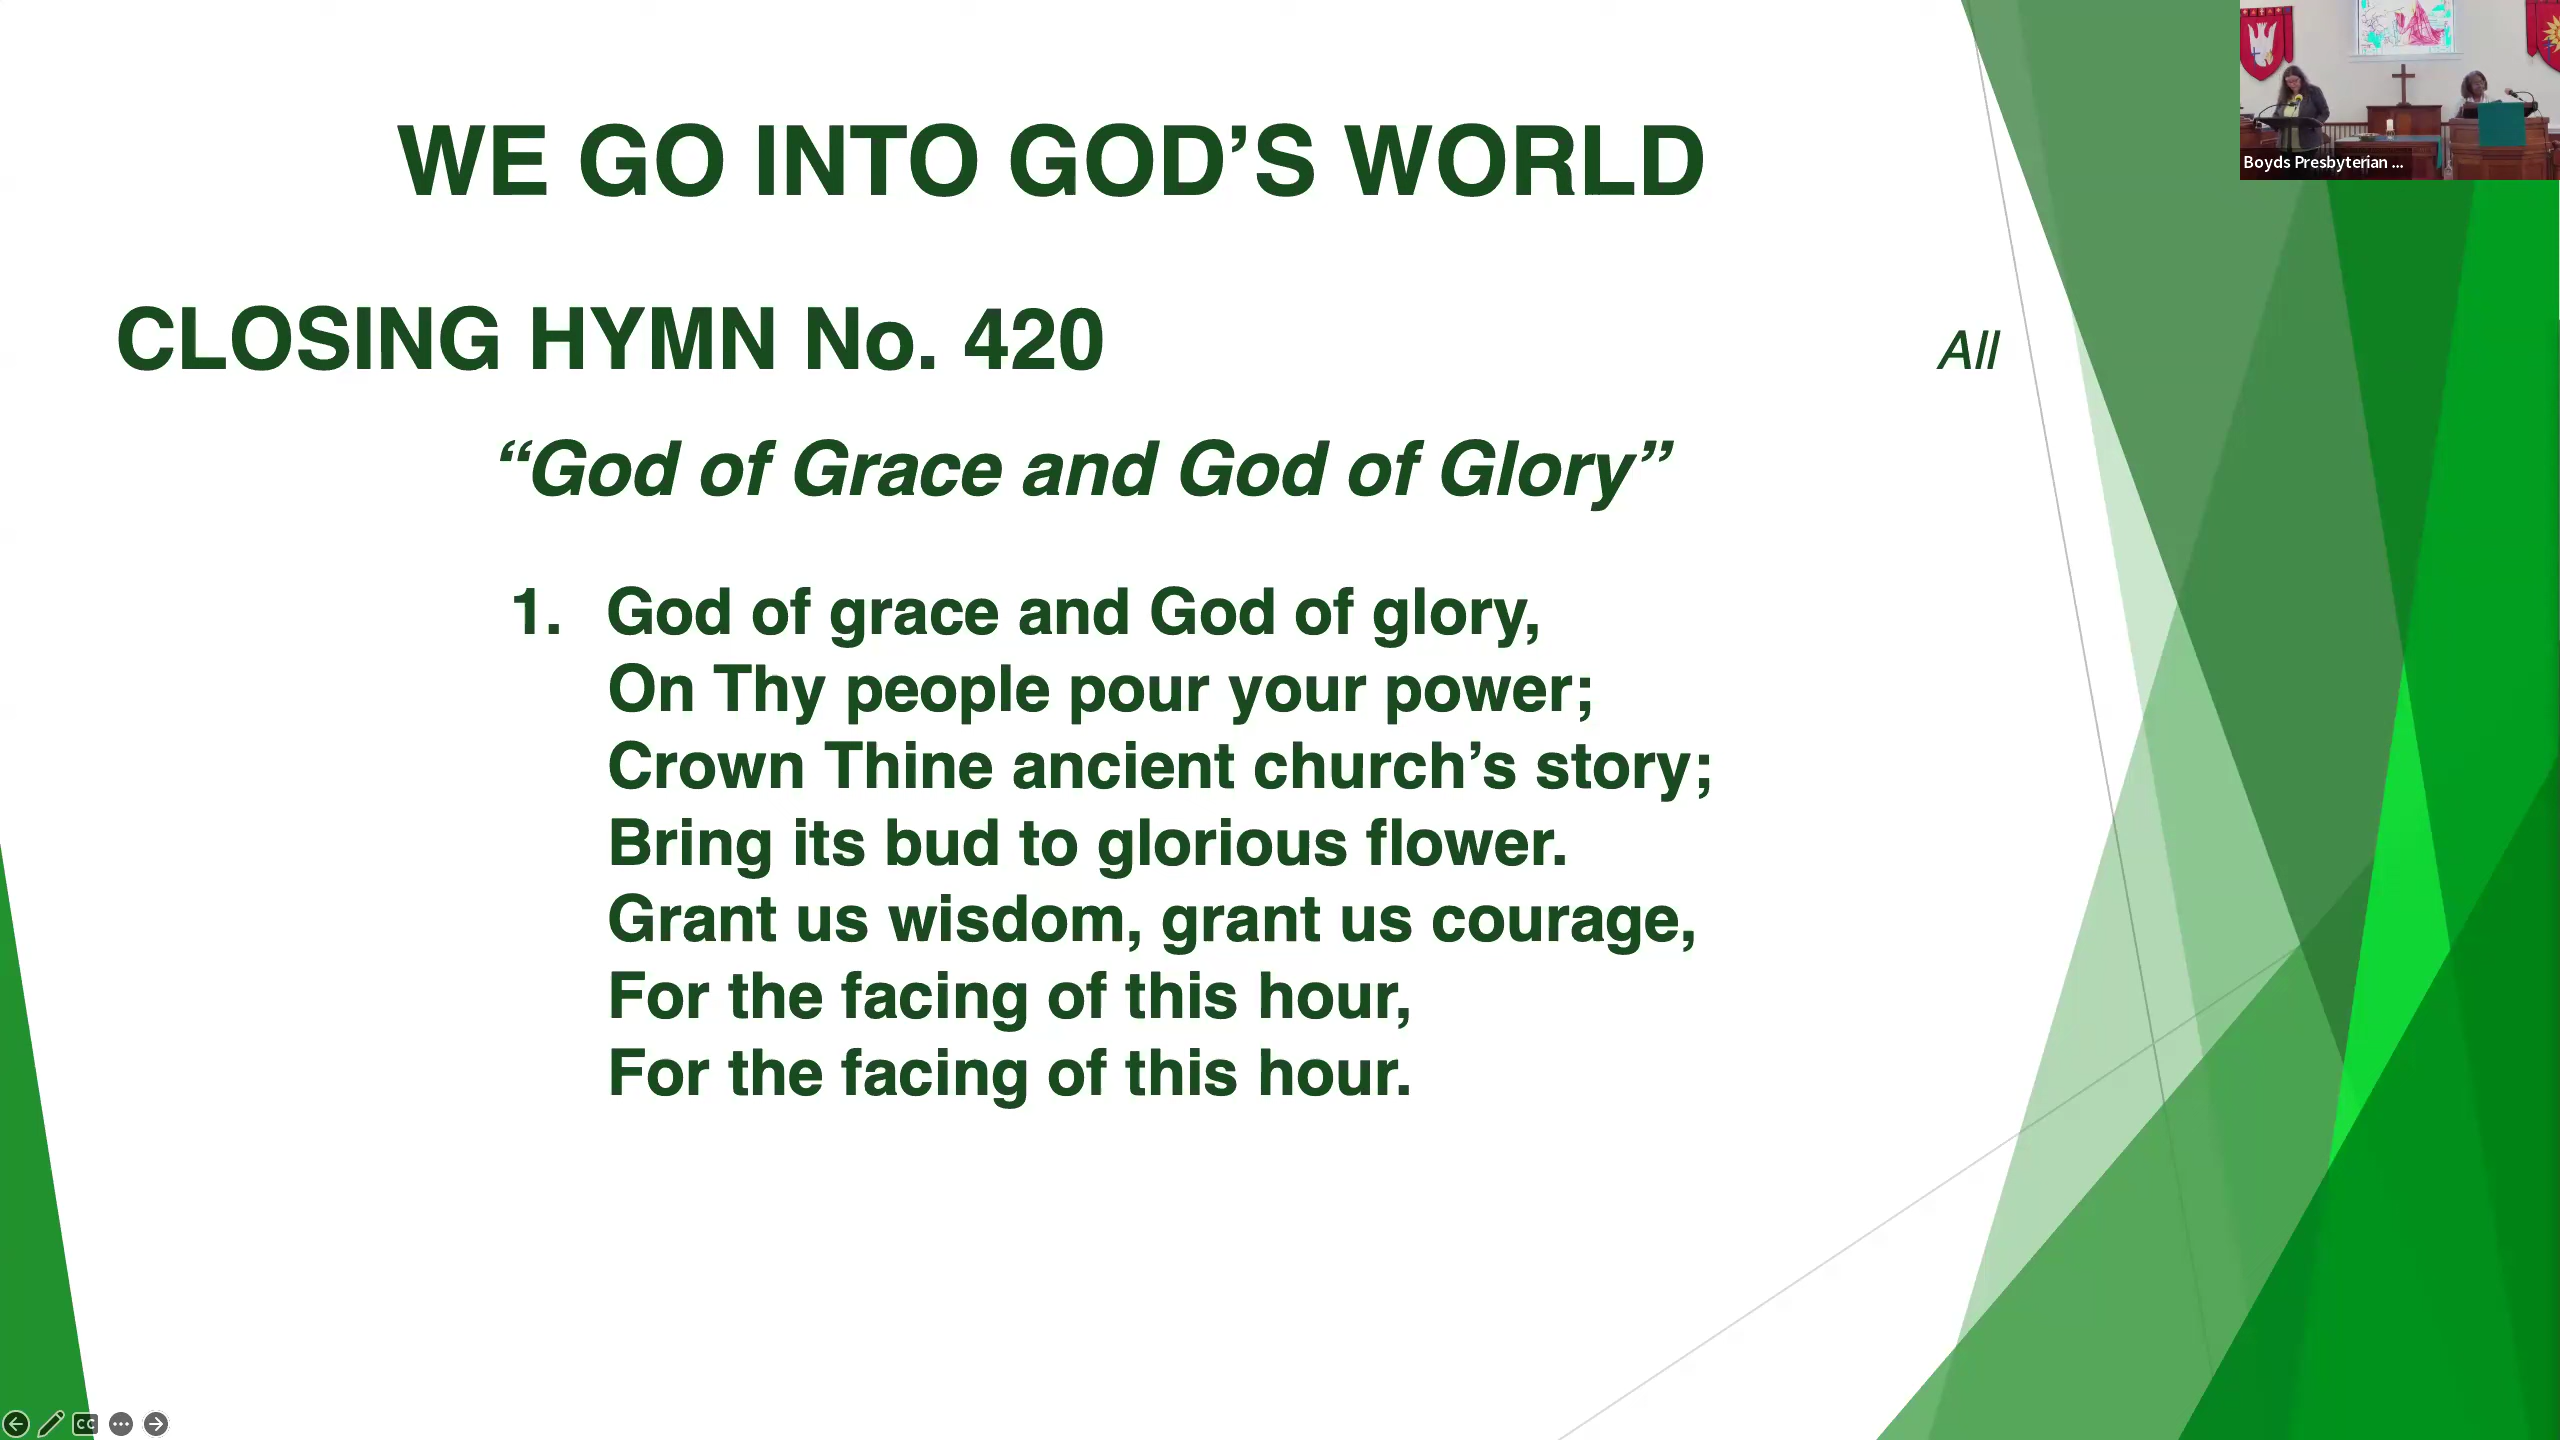 WE GO INTO GOD’S WORLD
CLOSING HYMN No. 420 All
“God of Grace and God of Glory”
1. God of grace and God of glory,
On Thy people pour your power;
Crown Thine ancient church’s story;
Bring its bud to glorious flower.
Grant us wisdom, grant us courage,
For the facing of this hour,
For the facing of this hour.
Boyds Presbyterian ...
CC